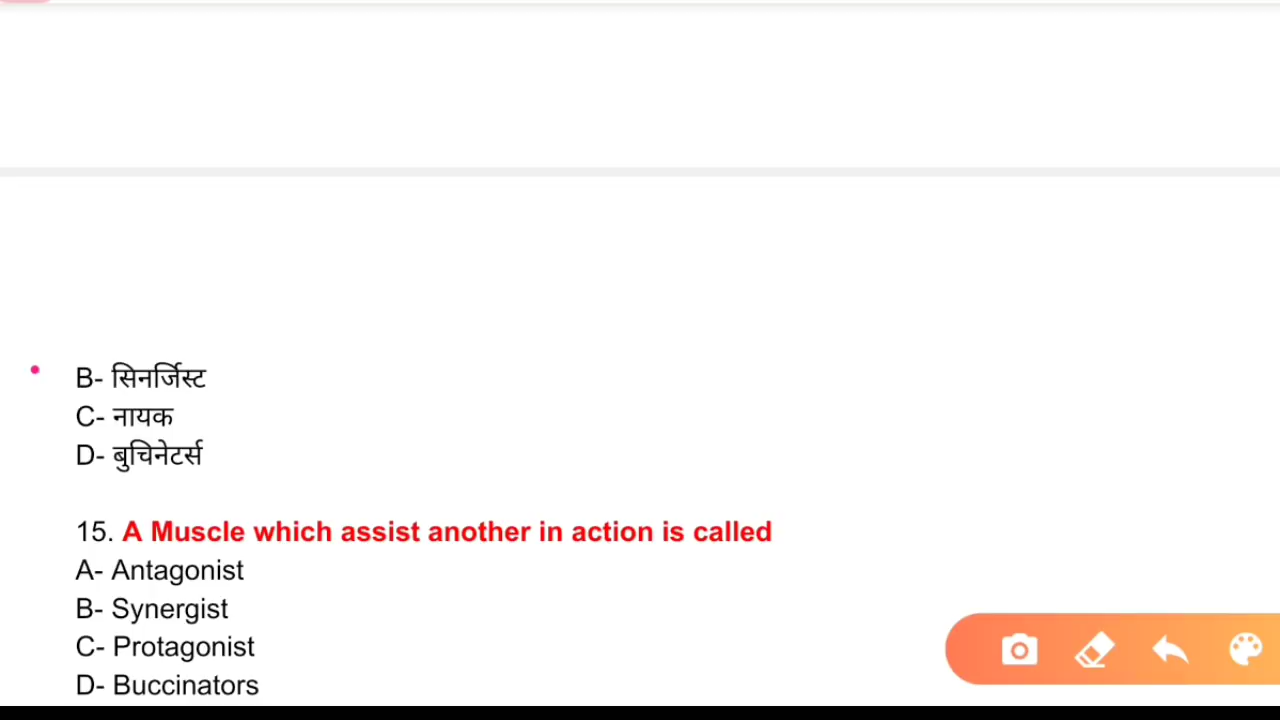 B- सिनर्जिस्ट
C- नायक
D- बुचिनेटर्स
15. A Muscle which assist another in action is called
A- Antagonist
B- Synergist
C- Protagonist
D- Buccinators